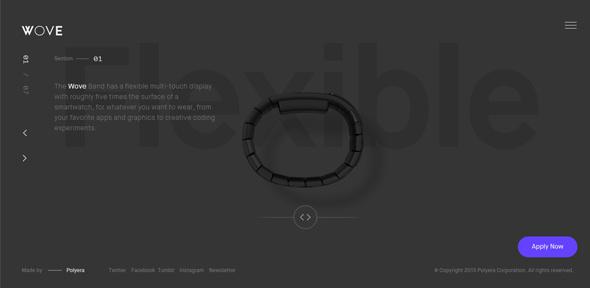 WOVE
Flexible
01 / 07
Section 01
The Wove Band has a flexible multi-touch display
with roughly five times the surface of a
smartwatch, for whatever you want to wear, from
your favorite apps and graphics to creative coding
experiments.
Apply Now
Made by Polyera
Twitter Facebook Tumblr Instagram Newsletter
© Copyright 2015 Polyera Corporation. All rights reserved.